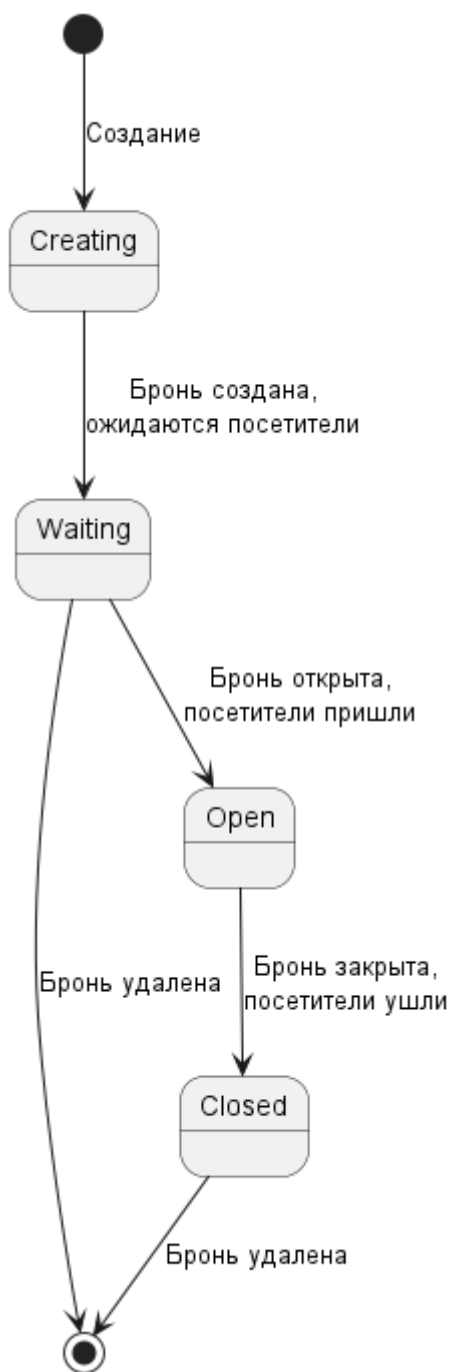 Создание
Creating
Бронь создана,
ожидаются посетители
Waiting
Бронь открыта,
посетители пришли
Open
Бронь удалена
Бронь закрыта,
посетители ушли
Closed
Бронь удалена